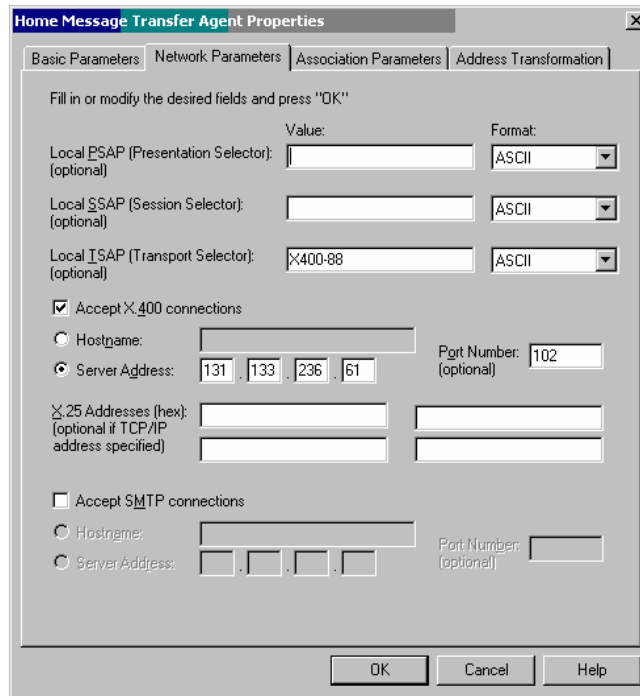 Home Message Transfer Agent Properties
Basic Parameters Network Parameters Association Parameters Address Transformation
Fill in or modify the desired fields and press "OK"
Value: Format:
Local PSAP (Presentation Selector): ASCII
(optional)
Local SSAP (Session Selector): ASCII
(optional)
Local TSAP (Transport Selector): X400-88 ASCII
(optional)
Accept X.400 connections
Hostname:
Server Address: 131 . 133 . 236 . 61 Port Number: 102
(optional)
X.25 Addresses (hex):
(optional if TCP/IP
address specified)
Accept SMTP connections
Hostname:
Server Address: . . . Port Number:
(optional)
OK Cancel Help